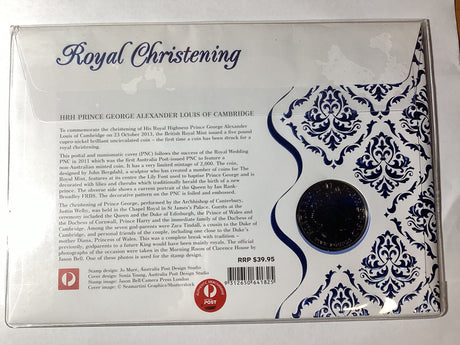 Royal Christening
HRH PRINCE GEORGE ALEXANDER LOUIS OF CAMBRIDGE
To commemorate the christening of His Royal Highness Prince George Alexander
Louis of Cambridge on 23 October 2013, the British Royal Mint issued a five pound
cupro-nickel brilliant uncirculated coin – the first time a coin has been struck for a
royal christening.
This postal and numismatic cover (PNC) follows the success of the Royal Wedding
PNC in 2011 which was the first Australia Post-issued PNC to feature a
non-Australian minted coin. It has a very limited mintage of 2,000. The coin,
designed by John Bergdahl, a sculptor who has created a number of coins for The
Royal Mint, features at its centre the Lily Font used to baptise Prince George and is
decorated with lilies and cherubs which traditionally herald the birth of a new
prince. The obverse side shows a current portrait of the Queen by Ian Rank-
Broadley FRBS. The decorative pattern on the PNC is available in
The christening of Prince George, performed by the Archbishop of Canterbury,
Justin Welby, was held in the Chapel Royal in St James's Palace. Guests at the
ceremony included the Queen and the Duke of Edinburgh, the Prince of Wales and
the Duchess of Cornwall, Prince Harry and the immediate family of the Duchess of
Cambridge. Among the seven god-parents were Zara Tindall, a cousin to the Duke of
Cambridge, and personal friends of the couple, including one close to the Duke's
mother Diana, Princess of Wales. This was a complete break with tradition –
previously, godparents to a future King would have been mainly royals. The official
photographs of the occasion were taken in the Morning Room of Clarence House by
Jason Bell. One of these photos is used for the stamp design.
Stamp design: Jo Muré, Australia Post Design Studio
Cover design: Sonia Young, Australia Post Design Studio
Stamp image: Jason Bell/Camera Press London
Cover image: © Seamartini Graphics/Shutterstock
RRP $39.95
9 312650 641825
POST